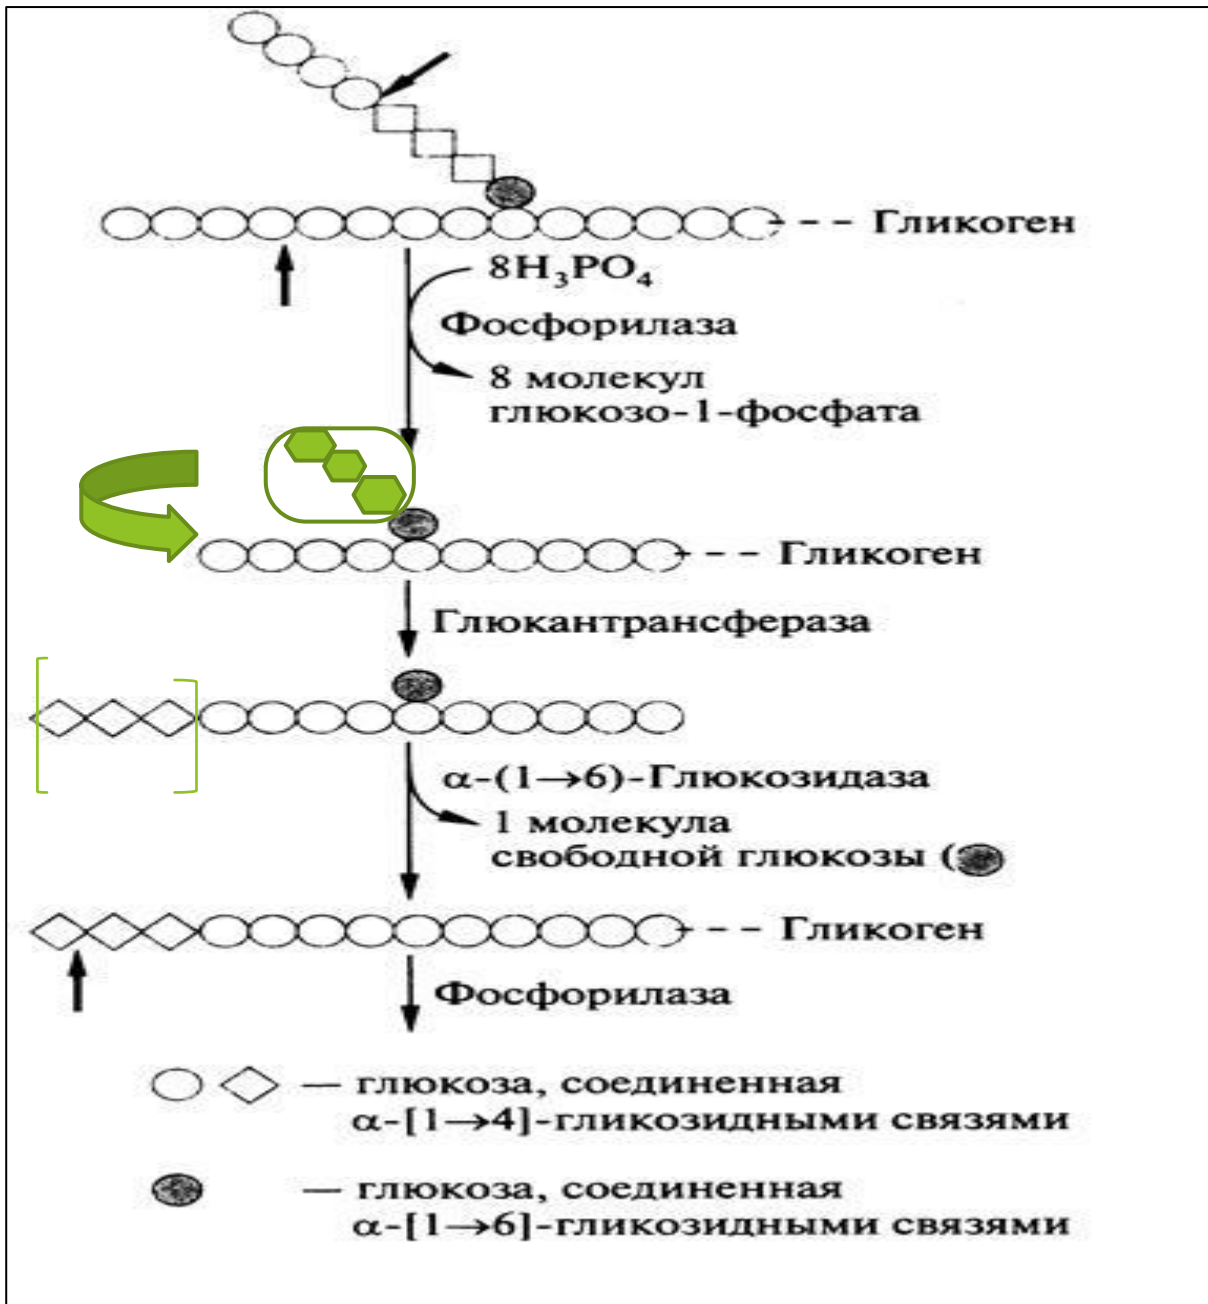 --- Гликоген
8H₃PO₄
Фосфорилаза
8 молекул
глюкозо-1-фосфата
--- Гликоген
Глюкантрансфераза
α-(1→6)-Глюкозидаза
1 молекула
свободной глюкозы (
--- Гликоген
Фосфорилаза
— глюкоза, соединенная
α-[1→4]-гликозидными связями
— глюкоза, соединенная
α-[1→6]-гликозидными связями